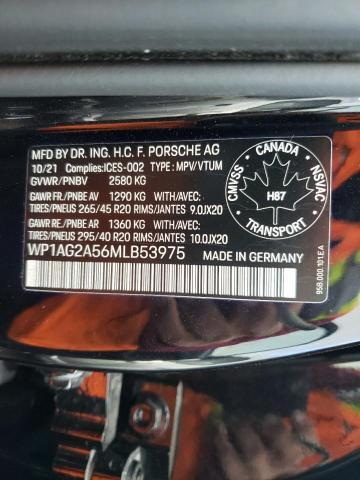 MFD BY DR. ING. H.C. F. PORSCHE AG
10/21 Complies:ICES-002 TYPE : MPV/VTUM
GVWR/PNBV 2580 KG
GAWR FR./PNBE AV 1290 KG WITH/AVEC:
TIRES/PNEUS 265/45 R20 RIMS/JANTES 9.0JX20
GAWR RE./PNBE AR 1360 KG WITH/AVEC:
TIRES/PNEUS 295/40 R20 RIMS/JANTES 10.0JX20
WP1AG2A56MLB53975 MADE IN GERMANY
CANADA
CMVSS
NSVAC
H87
TRANSPORT
958.000.101.E.A